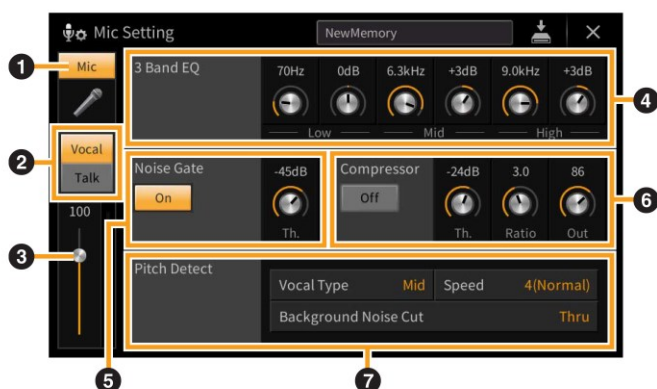 Mic Setting
NewMemory
1
Mic
3 Band EQ
70Hz 0dB 6.3kHz +3dB 9.0kHz +3dB
Low Mid High
4
2
Vocal
Talk
100
3
Noise Gate
On
-45dB
Th.
5
Compressor
Off
-24dB 3.0 86
Th. Ratio Out
6
Pitch Detect
Vocal Type Mid Speed 4(Normal)
Background Noise Cut Thru
7